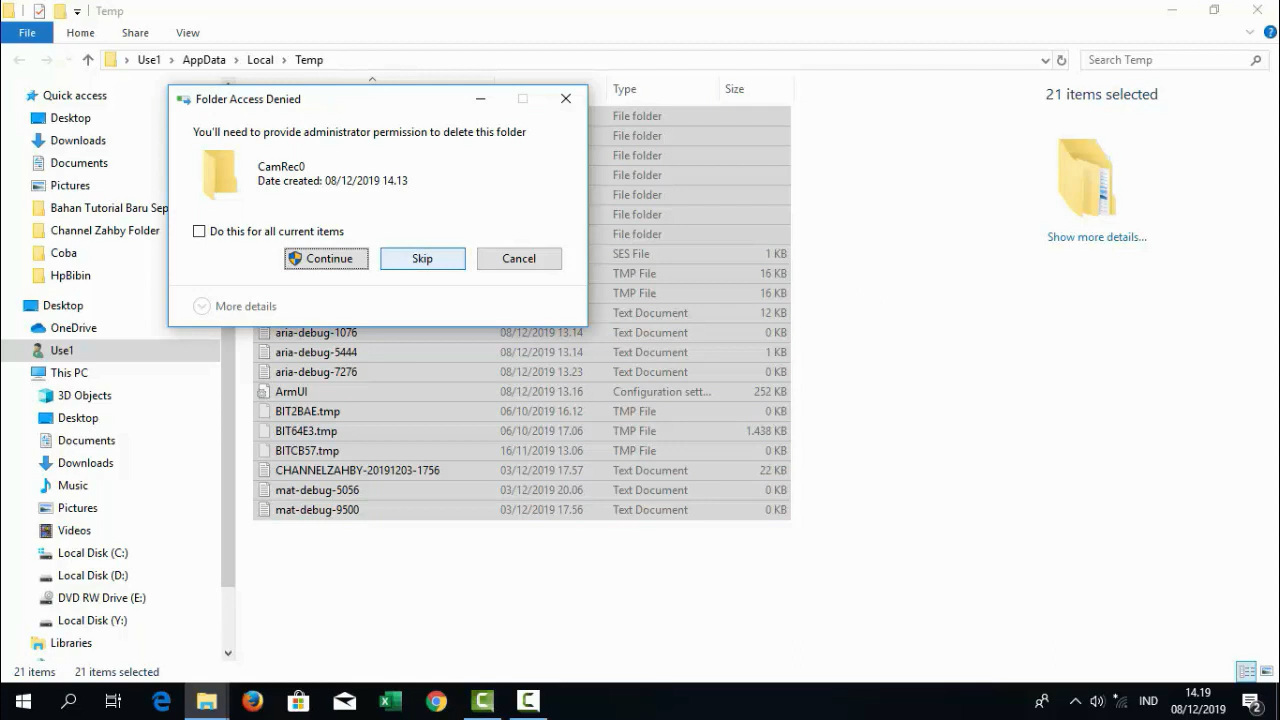 Temp
File Home Share View
Use1 AppData Local Temp Search Temp
Quick access
Desktop
Downloads
Documents
Pictures
Bahan Tutorial Baru Sep
Channel Zahby Folder
Coba
HpBibin
Desktop
OneDrive
Use1
This PC
3D Objects
Desktop
Documents
Downloads
Music
Pictures
Videos
Local Disk (C:)
Local Disk (D:)
DVD RW Drive (E:)
Local Disk (Y:)
Libraries
Folder Access Denied
You'll need to provide administrator permission to delete this folder
CamRec0
Date created: 08/12/2019 14.13
Do this for all current items
Continue Skip Cancel
More details
Type Size
File folder
File folder
File folder
File folder
File folder
File folder
File folder
SES File 1 KB
TMP File 16 KB
TMP File 16 KB
Text Document 12 KB
aria-debug-1076 08/12/2019 13.14 Text Document 0 KB
aria-debug-5444 08/12/2019 13.14 Text Document 1 KB
aria-debug-7276 08/12/2019 13.23 Text Document 0 KB
ArmUI 08/12/2019 13.16 Configuration sett... 252 KB
BIT2BAE.tmp 06/10/2019 16.12 TMP File 0 KB
BIT64E3.tmp 06/10/2019 17.06 TMP File 1.438 KB
BITCB57.tmp 16/11/2019 13.06 TMP File 0 KB
CHANNELZAHBY-20191203-1756 03/12/2019 17.57 Text Document 22 KB
mat-debug-5056 03/12/2019 20.06 Text Document 0 KB
mat-debug-9500 03/12/2019 17.56 Text Document 0 KB
21 items selected
Show more details...
21 items 21 items selected
IND
14.19
08/12/2019
2